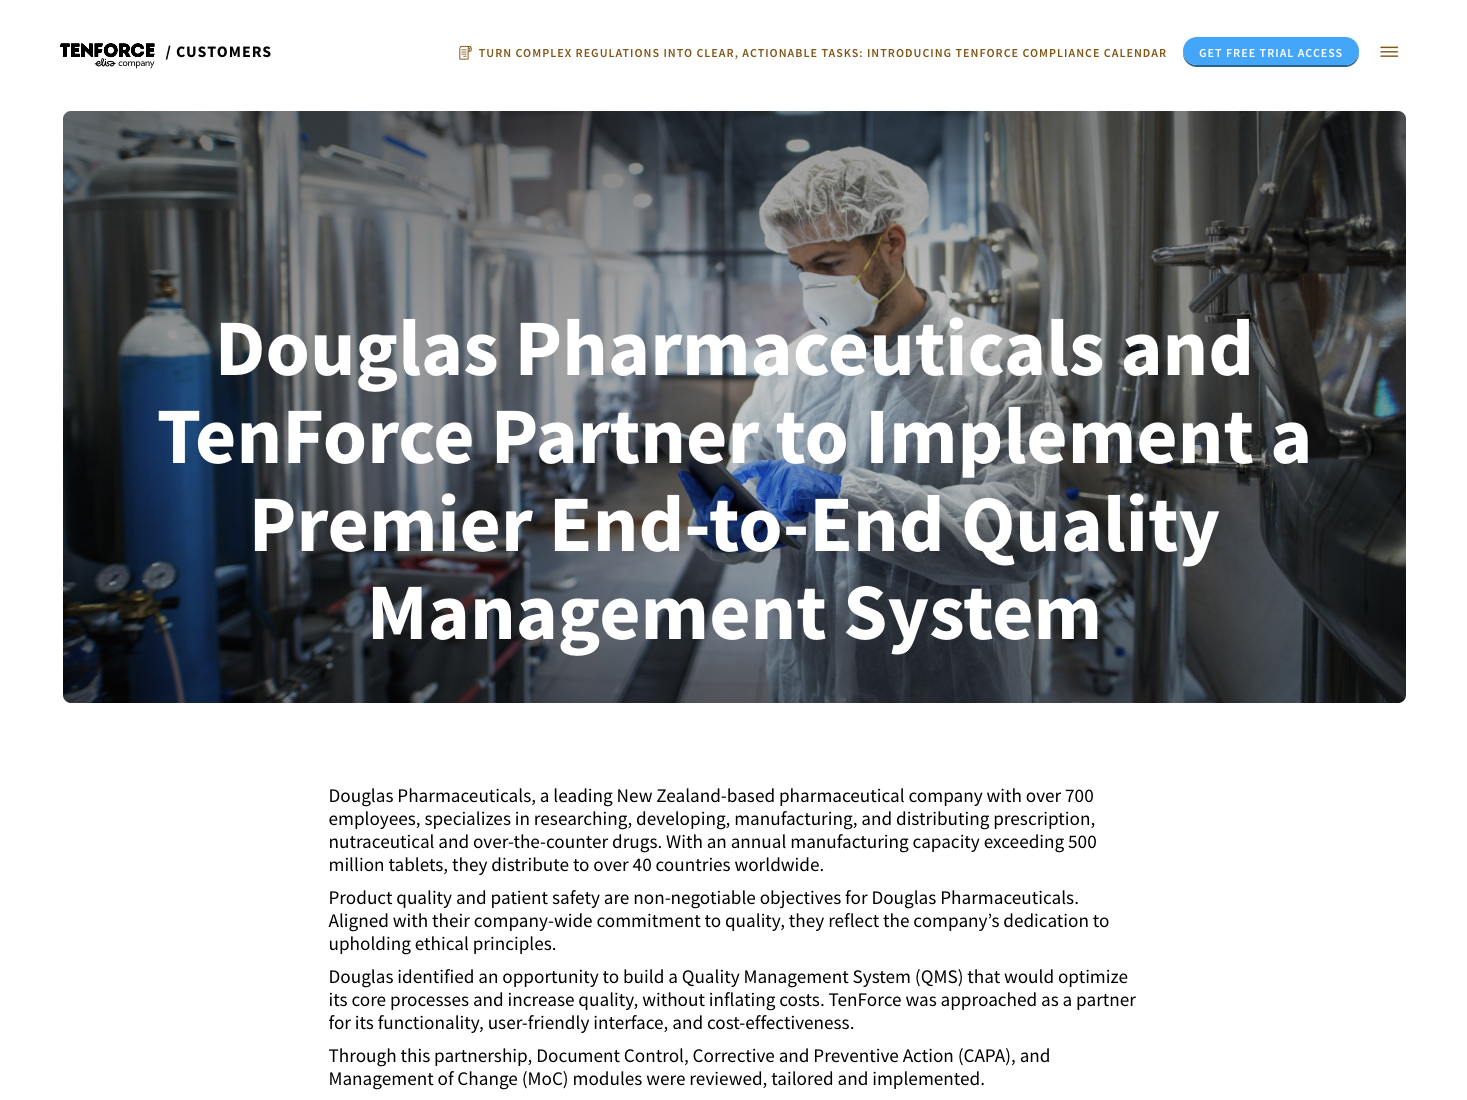 TENFORCE
elisa company
/ CUSTOMERS
TURN COMPLEX REGULATIONS INTO CLEAR, ACTIONABLE TASKS: INTRODUCING TENFORCE COMPLIANCE CALENDAR
GET FREE TRIAL ACCESS
Douglas Pharmaceuticals and
TenForce Partner to Implement a
Premier End-to-End Quality
Management System
Douglas Pharmaceuticals, a leading New Zealand-based pharmaceutical company with over 700
employees, specializes in researching, developing, manufacturing, and distributing prescription,
nutraceutical and over-the-counter drugs. With an annual manufacturing capacity exceeding 500
million tablets, they distribute to over 40 countries worldwide.
Product quality and patient safety are non-negotiable objectives for Douglas Pharmaceuticals.
Aligned with their company-wide commitment to quality, they reflect the company’s dedication to
upholding ethical principles.
Douglas identified an opportunity to build a Quality Management System (QMS) that would optimize
its core processes and increase quality, without inflating costs. TenForce was approached as a partner
for its functionality, user-friendly interface, and cost-effectiveness.
Through this partnership, Document Control, Corrective and Preventive Action (CAPA), and
Management of Change (MoC) modules were reviewed, tailored and implemented.